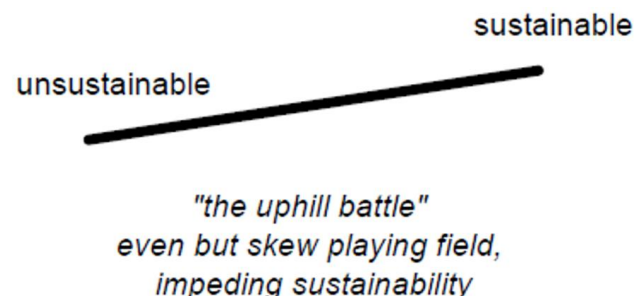 sustainable
unsustainable
"the uphill battle"
even but skew playing field,
impeding sustainability